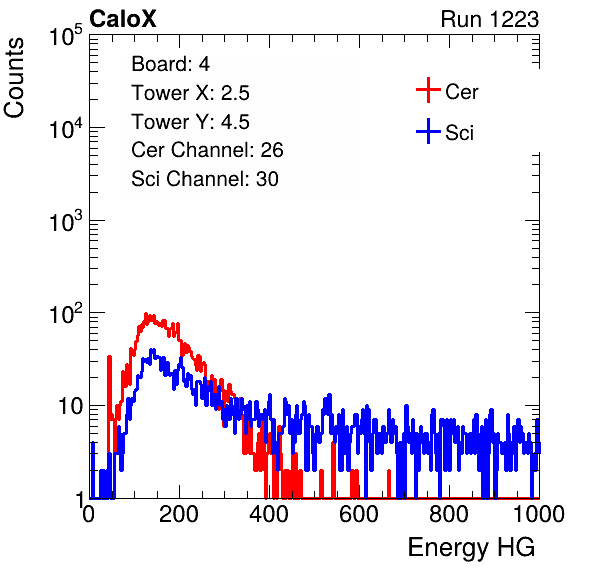 CaloX Run 1223
Counts
10^5
10^4
10^3
10^2
10
1
Board: 4
Tower X: 2.5
Tower Y: 4.5
Cer Channel: 26
Sci Channel: 30
Cer
Sci
0 200 400 600 800 1000
Energy HG